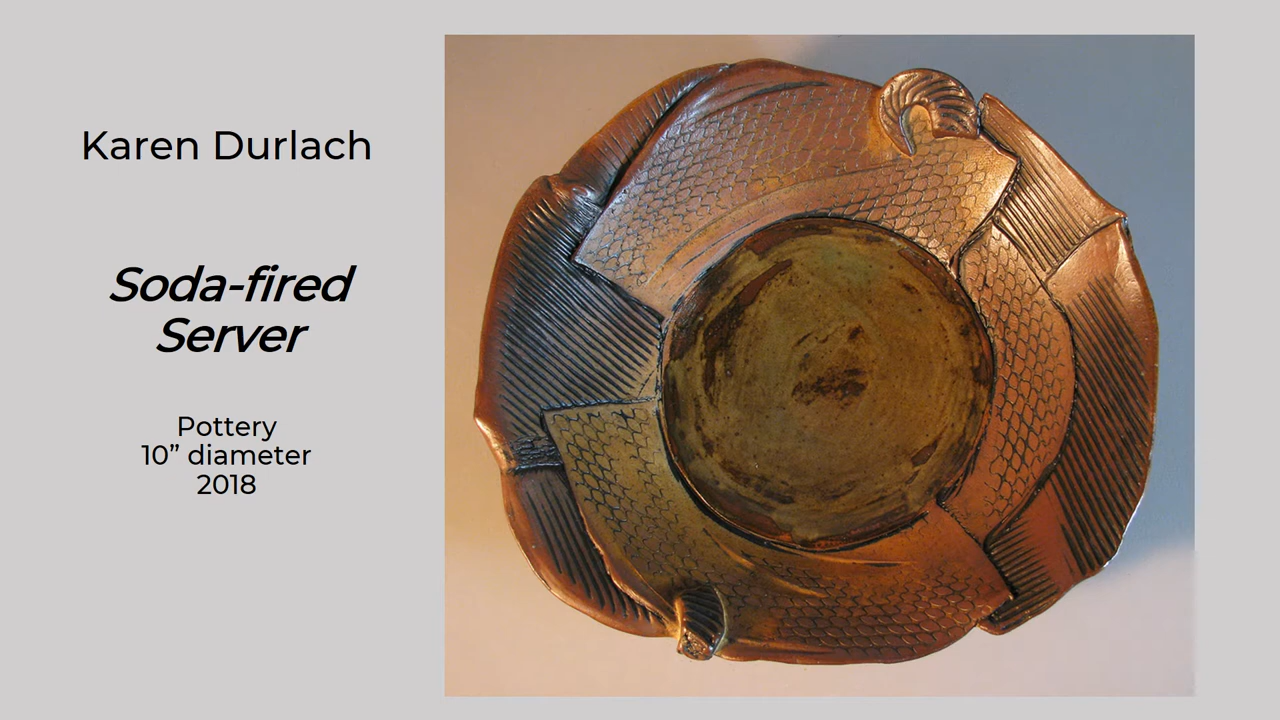 Karen Durlach
Soda-fired
Server
Pottery
10” diameter
2018